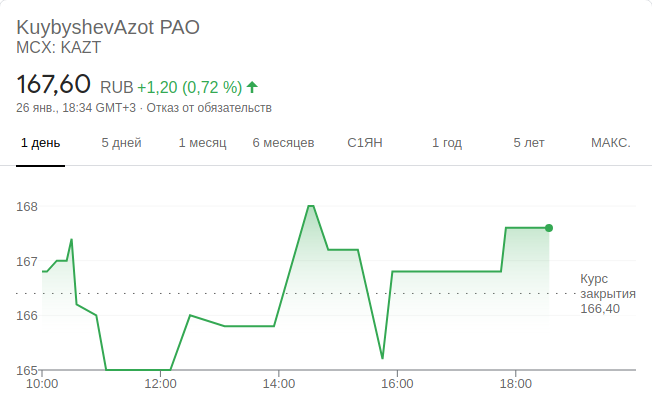 KuybyshevAzot PAO
MCX: KAZT
167,60 RUB +1,20 (0,72 %)
26 янв., 18:34 GMT+3 · Отказ от обязательств
1 день 5 дней 1 месяц 6 месяцев С1ЯН 1 год 5 лет МАКС.
168
167
166
165
Курс
закрытия
166,40
10:00 12:00 14:00 16:00 18:00